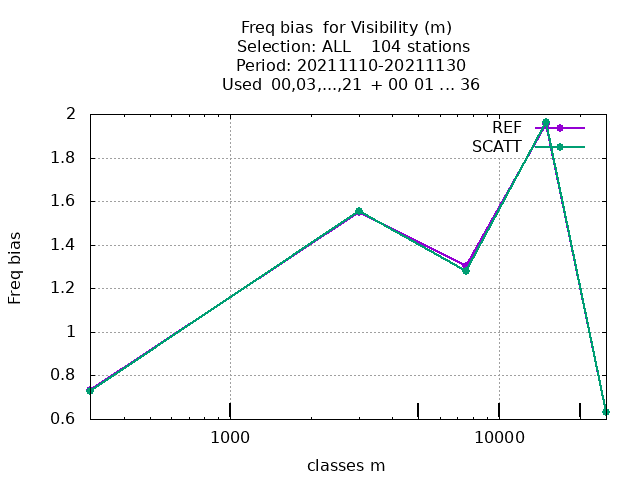 Freq bias  for Visibility (m)
Selection: ALL    104 stations
Period: 20211110-20211130
Used  00,03,...,21  + 00 01 ... 36
REF
SCATT
2
1.8
1.6
1.4
1.2
1
0.8
0.6
Freq bias
1000
10000
classes m